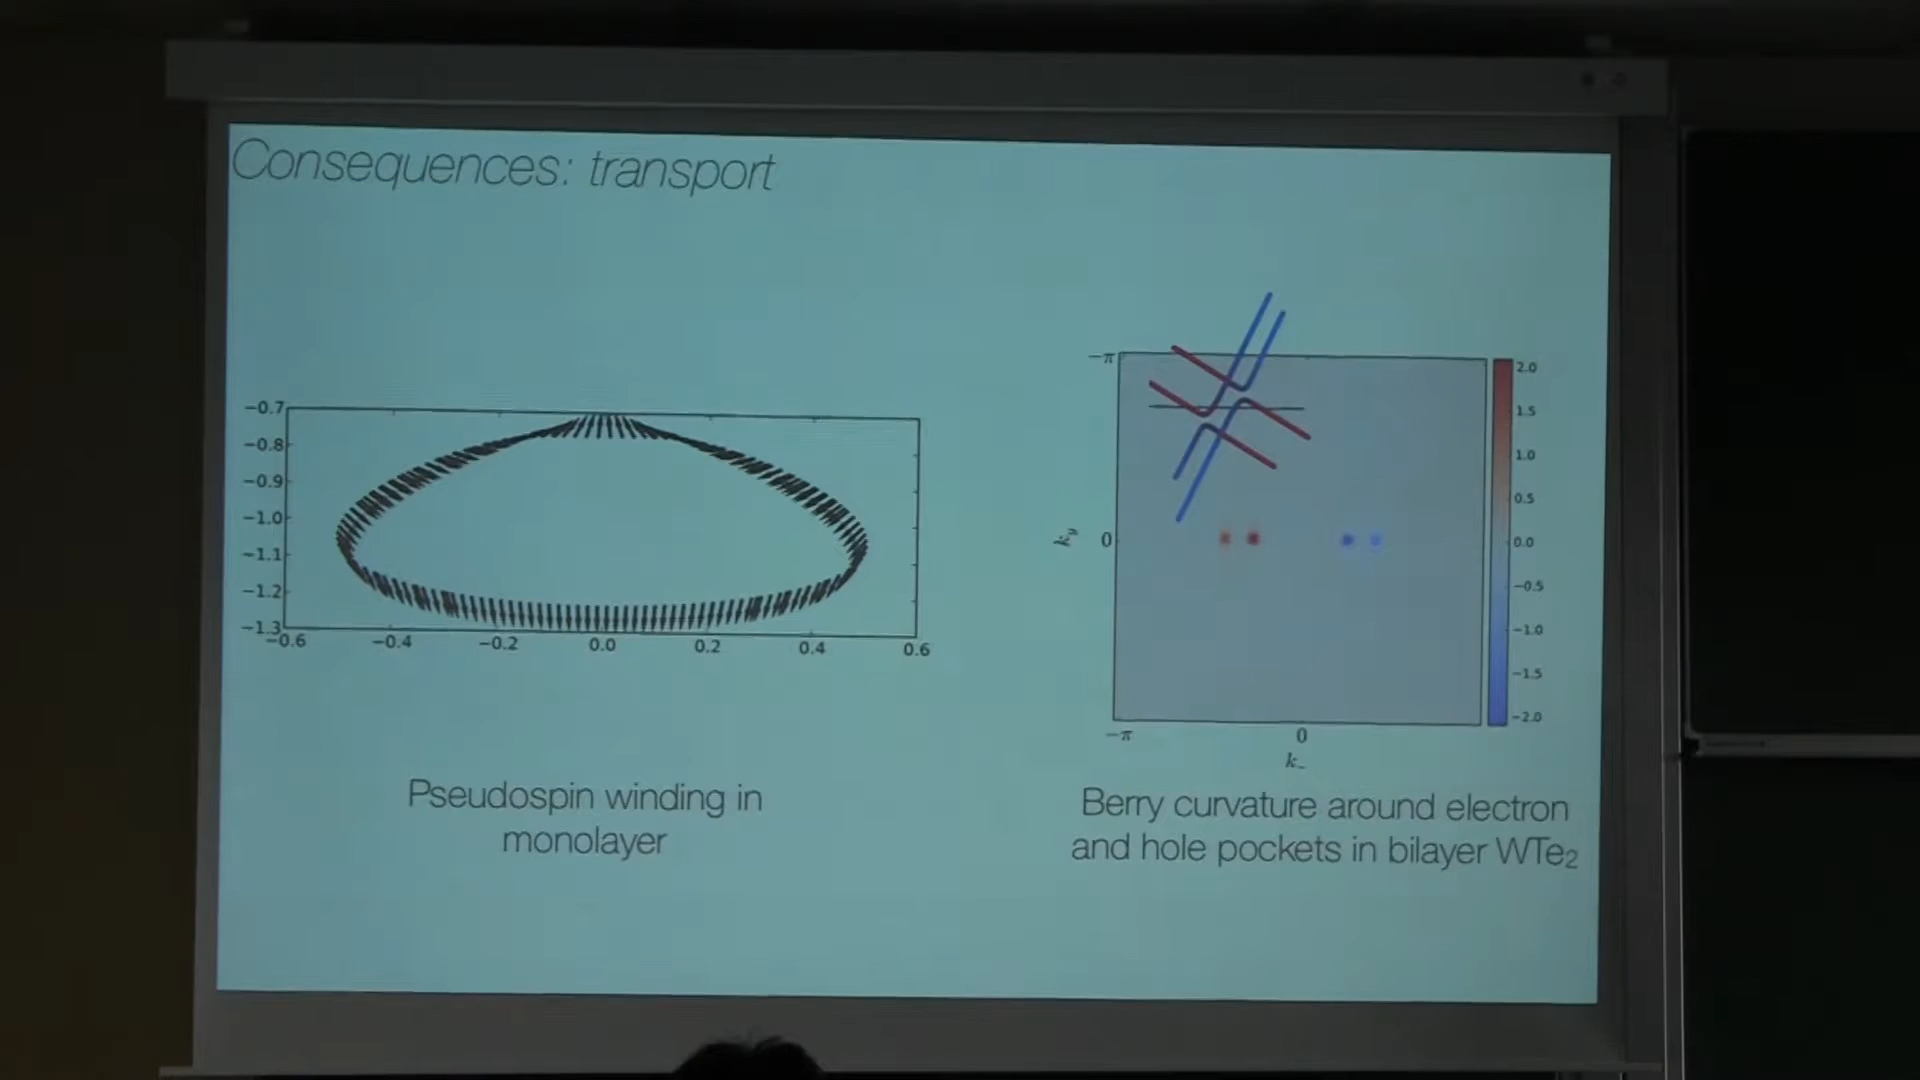 Consequences: transport
−0.7
−0.8
−0.9
−1.0
−1.1
−1.2
−1.3
−0.6
−0.4
−0.2
0.0
0.2
0.4
0.6
Pseudospin winding in
monolayer
−π
k_y
0
−π
0
k_
2.0
1.5
1.0
0.5
0.0
−0.5
−1.0
−1.5
−2.0
Berry curvature around electron
and hole pockets in bilayer WTe₂